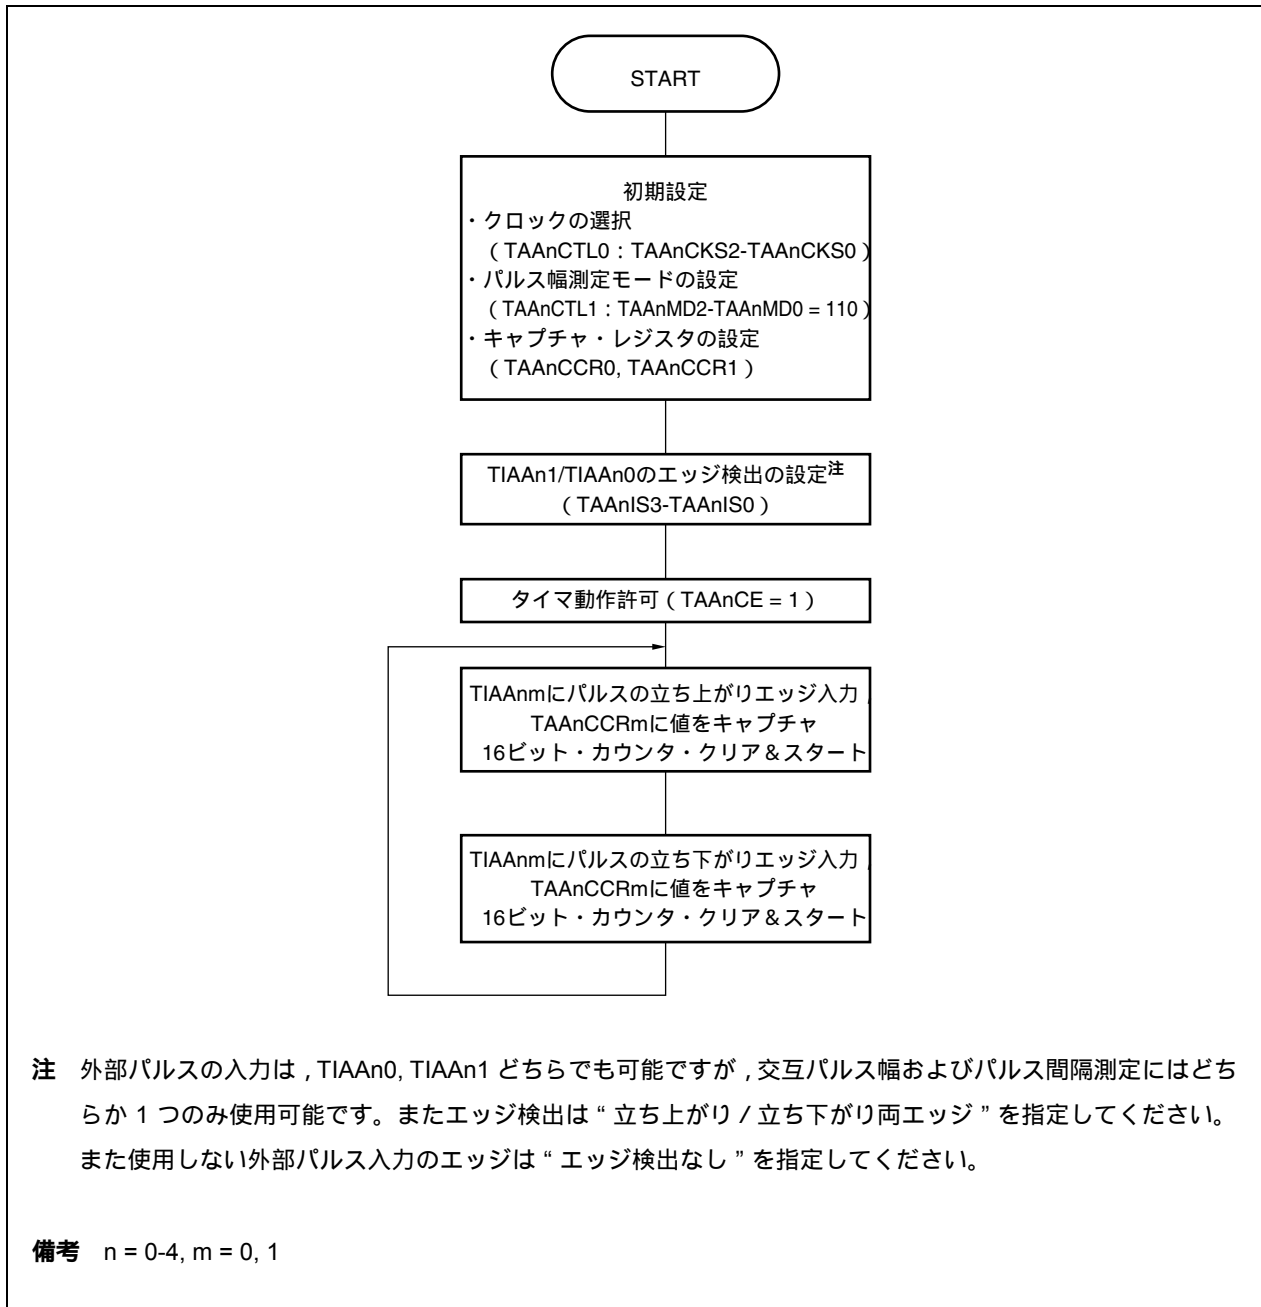 START
初期設定
・クロックの選択
（TAAnCTL0：TAAnCKS2-TAAnCKS0）
・パルス幅測定モードの設定
（TAAnCTL1：TAAnMD2-TAAnMD0 = 110）
・キャプチャ・レジスタの設定
（TAAnCCR0, TAAnCCR1）
TIAAn1/TIAAn0のエッジ検出の設定注
（TAAnIS3-TAAnIS0）
タイマ動作許可（TAAnCE = 1）
TIAAnmにパルスの立ち上がりエッジ入力，
TAAnCCRmに値をキャプチャ
16ビット・カウンタ・クリア＆スタート
TIAAnmにパルスの立ち下がりエッジ入力，
TAAnCCRmに値をキャプチャ
16ビット・カウンタ・クリア＆スタート
注 外部パルスの入力は，TIAAn0, TIAAn1 どちらでも可能ですが，交互パルス幅およびパルス間隔測定にはどち
らか 1 つのみ使用可能です。またエッジ検出は“立ち上がり／立ち下がり両エッジ”を指定してください。
また使用しない外部パルス入力のエッジは“エッジ検出なし”を指定してください。
備考 n = 0-4, m = 0, 1